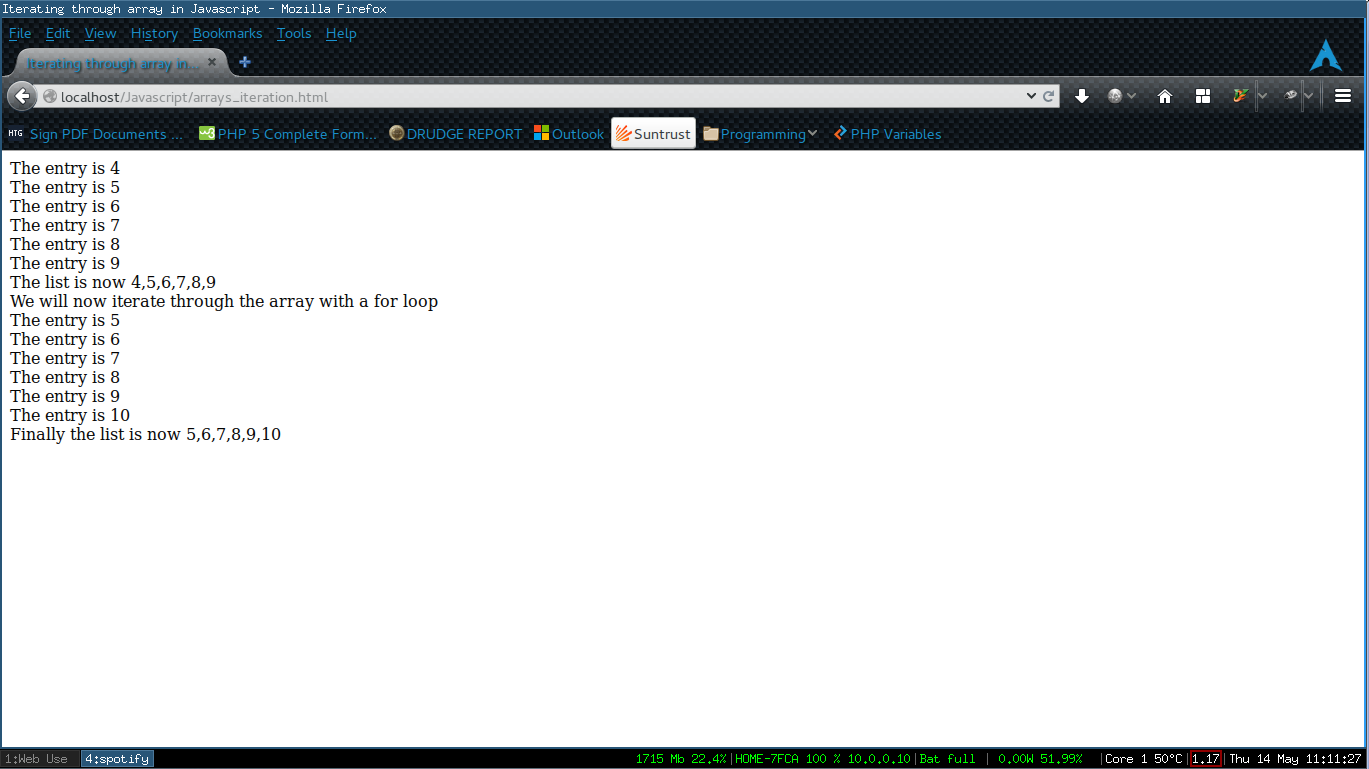 Iterating through array in Javascript - Mozilla Firefox
File Edit View History Bookmarks Tools Help
Iterating through array in...
localhost/Javascript/arrays_iteration.html
HTG Sign PDF Documents ... PHP 5 Complete Form... DRUDGE REPORT Outlook Suntrust Programming PHP Variables
The entry is 4
The entry is 5
The entry is 6
The entry is 7
The entry is 8
The entry is 9
The list is now 4,5,6,7,8,9
We will now iterate through the array with a for loop
The entry is 5
The entry is 6
The entry is 7
The entry is 8
The entry is 9
The entry is 10
Finally the list is now 5,6,7,8,9,10
1:Web Use 4:spotify 1715 Mb 22.4%|HOME-7FCA 100 % 10.0.0.10|Bat full | 0.00W 51.99% |Core 1 50°C|1.17|Thu 14 May 11:11:27